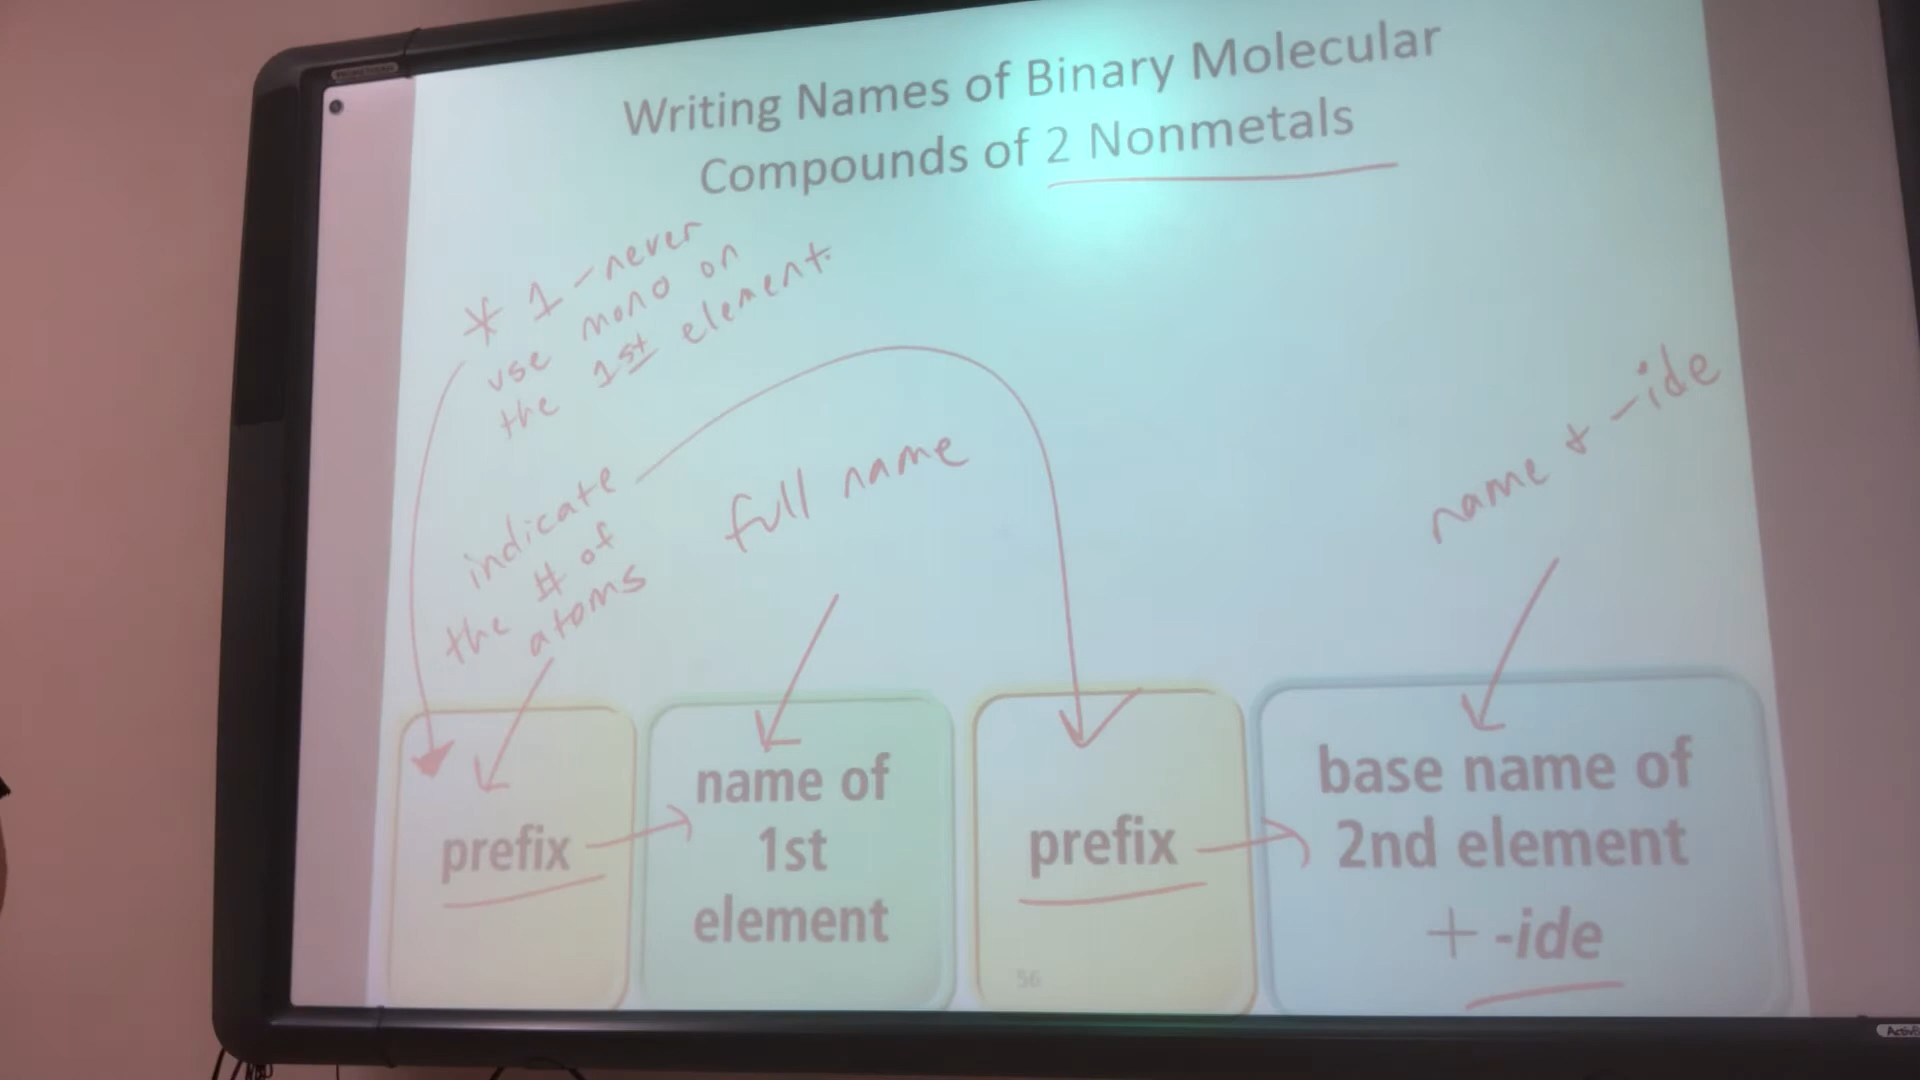 Writing Names of Binary Molecular
Compounds of 2 Nonmetals
* 1 - never
use mono on
the 1st element.
indicate
the # of
atoms
full name
name + -ide
prefix
name of
1st
element
prefix
base name of
2nd element
+ -ide
56